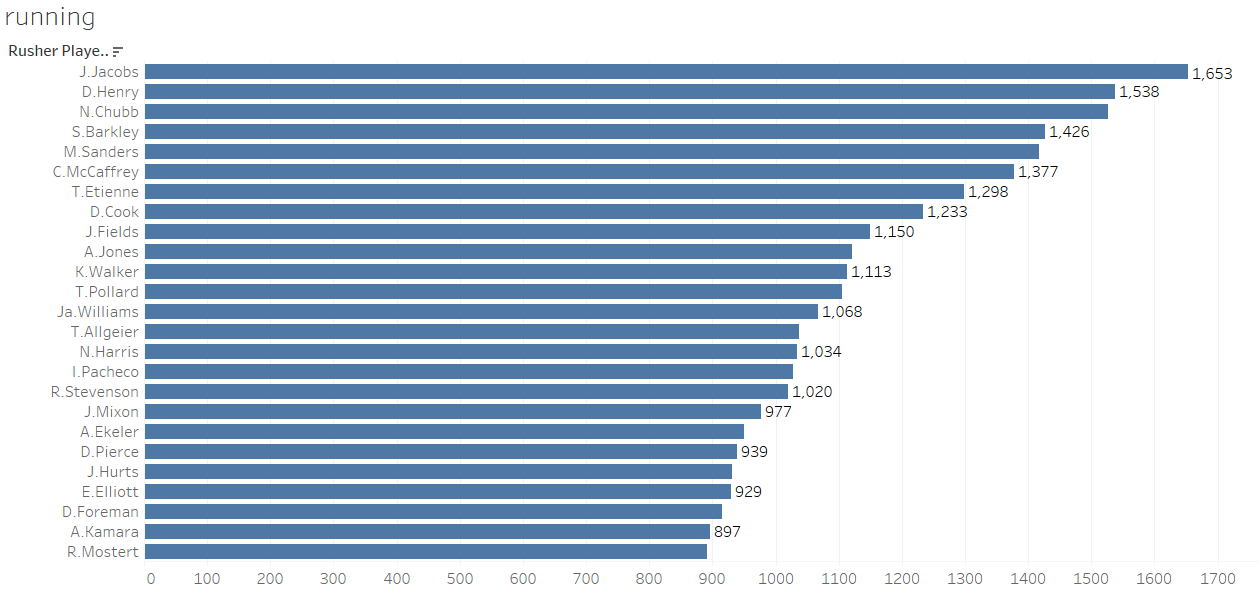 running
Rusher Playe..
J.Jacobs 1,653
D.Henry 1,538
N.Chubb
S.Barkley 1,426
M.Sanders
C.McCaffrey 1,377
T.Etienne 1,298
D.Cook 1,233
J.Fields 1,150
A.Jones
K.Walker 1,113
T.Pollard
Ja.Williams 1,068
T.Allgeier
N.Harris 1,034
I.Pacheco
R.Stevenson 1,020
J.Mixon 977
A.Ekeler
D.Pierce 939
J.Hurts
E.Elliott 929
D.Foreman
A.Kamara 897
R.Mostert
0 100 200 300 400 500 600 700 800 900 1000 1100 1200 1300 1400 1500 1600 1700